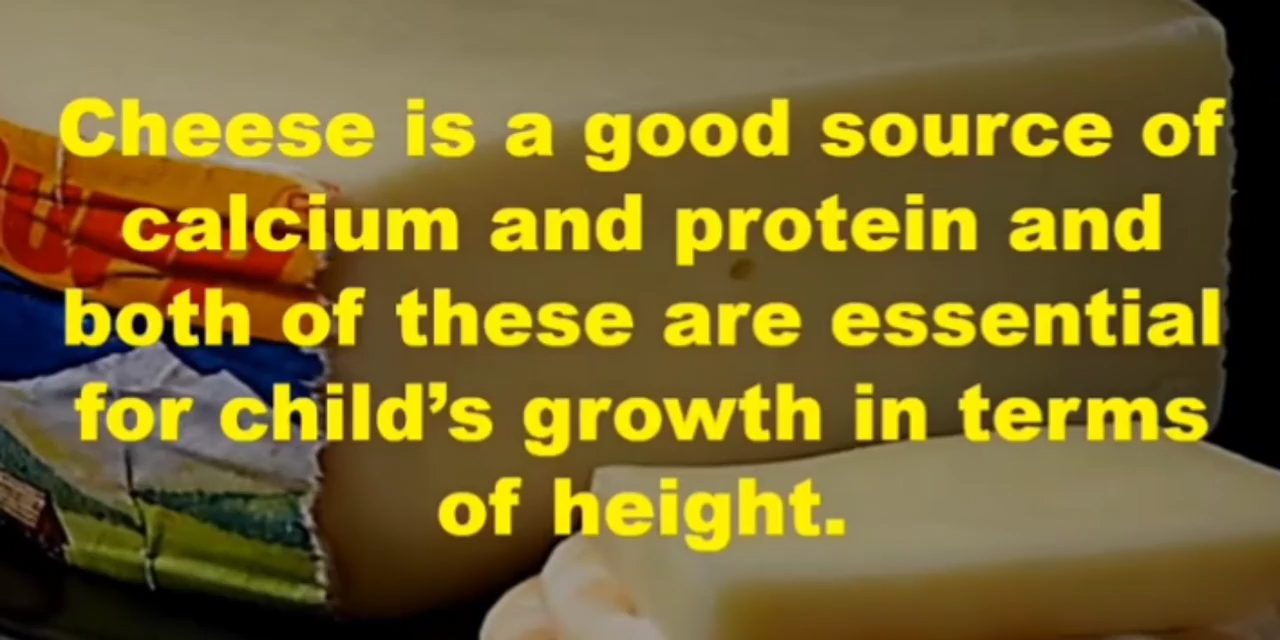 Cheese is a good source of
calcium and protein and
both of these are essential
for child’s growth in terms
of height.